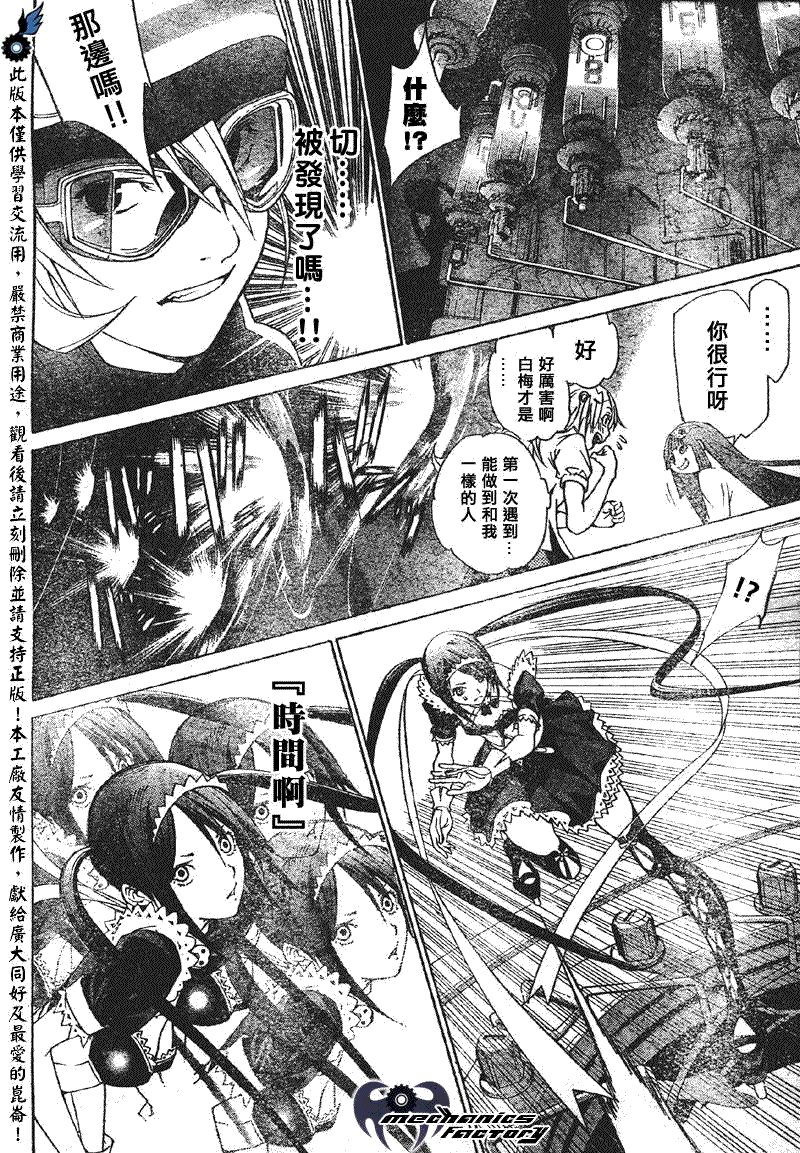 什麼!?
切……
被發現了嗎…!!
那邊嗎!!
……
你很行呀
好
好厲害啊
白梅才是
……
第一次遇到…
能做到和我
一樣的人
!?
『時間啊』
此版本僅供學習交流用，嚴禁商業用途，觀看後請立刻刪除並請支持正版！本工廠友情製作，獻給廣大同好及最愛的崑崙！
mechanics
factory